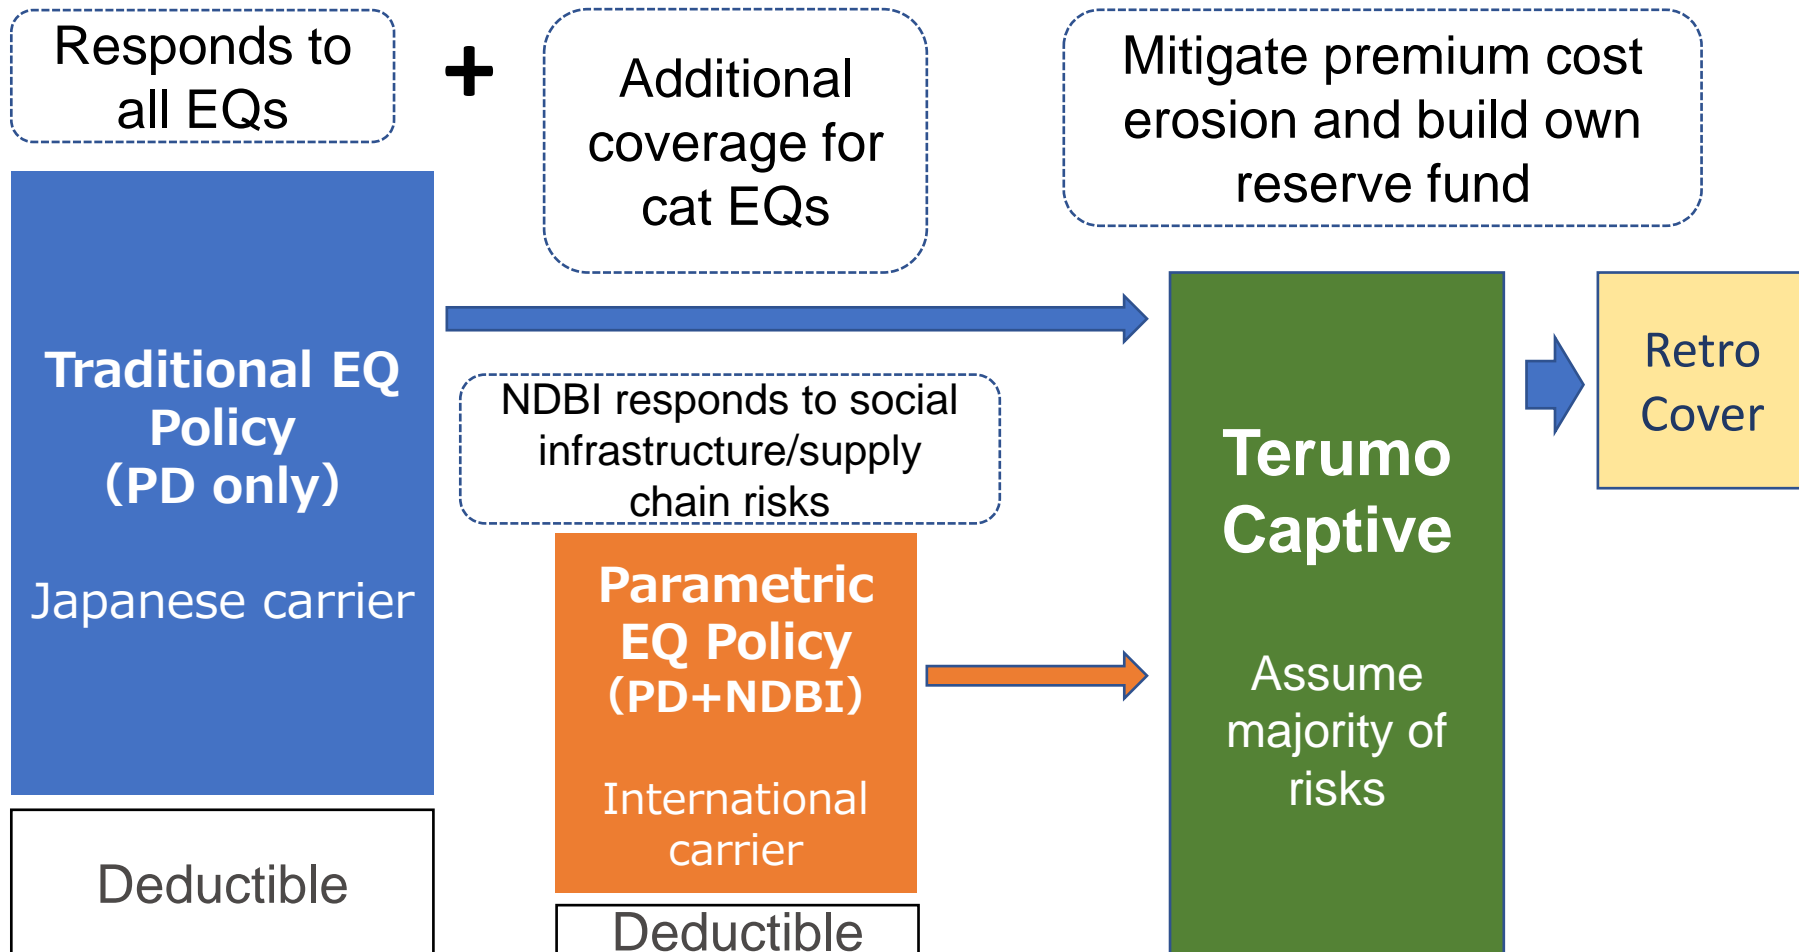 Responds to
all EQs
+
Additional
coverage for
cat EQs
Mitigate premium cost
erosion and build own
reserve fund
Traditional EQ
Policy
（PD only）
Japanese carrier
Deductible
NDBI responds to social
infrastructure/supply
chain risks
Parametric
EQ Policy
（PD+NDBI）
International
carrier
Deductible
Terumo
Captive
Assume
majority of
risks
Retro
Cover